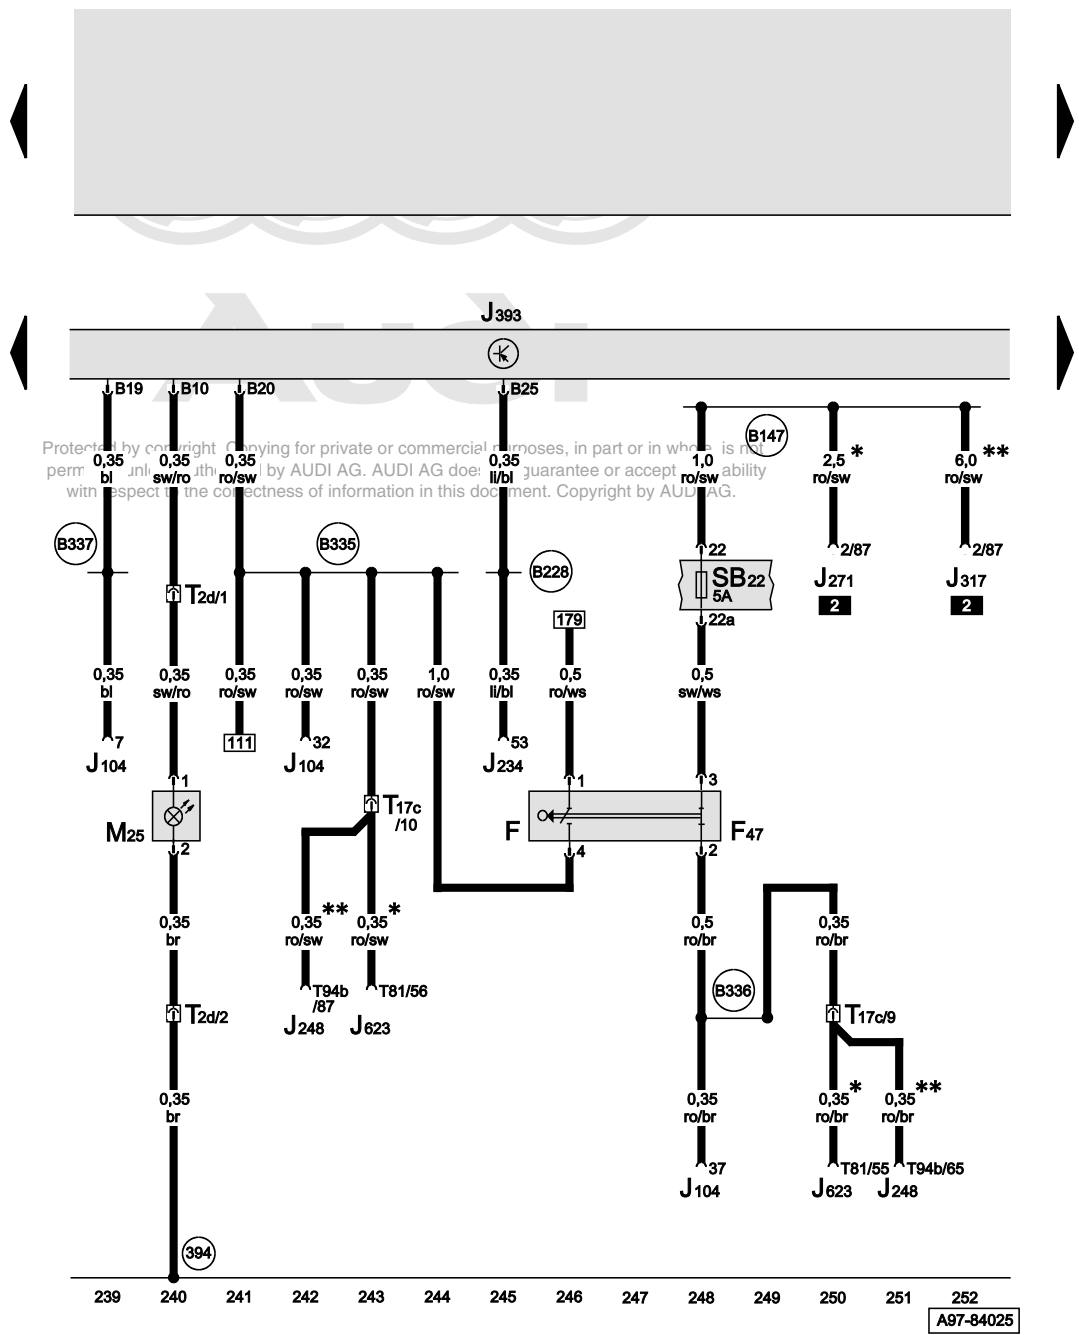 AUDI
J393
B19 B10 B20 B25
B147
Protected by copyright. Copying for private or commercial purposes, in part or in whole, is not
0,35 0,35 0,35 0,35 1,0 2,5 * 6,0 **
bl sw/ro ro/sw li/bl ro/sw ro/sw ro/sw
by AUDI AG. AUDI AG does guarantee or accept ability
with respect to the correctness of information in this document. Copyright by AUDI AG.
B337 B335 B228
22 2/87 2/87
T2d/1
SB22
5A
J271 J317
2 2
179 22a
0,35 0,35 0,35 0,35 0,35 1,0 0,35 0,5 0,5
bl sw/ro ro/sw ro/sw ro/sw ro/sw li/bl ro/ws sw/ws
7 111 32 53
J104 J104 J234
1 1 3
T17c
/10
M25 F F47
2 4 2
0,35 0,35 ** 0,35 * 0,5 0,35
br ro/sw ro/sw ro/br ro/br
T94b
/87
T81/56
B336
T2d/2 J248 J623 T17c/9
0,35 0,35 0,35 * 0,35 **
br ro/br ro/br ro/br
37 T81/55 T94b/65
J104 J623 J248
394
239 240 241 242 243 244 245 246 247 248 249 250 251 252
A97-84025